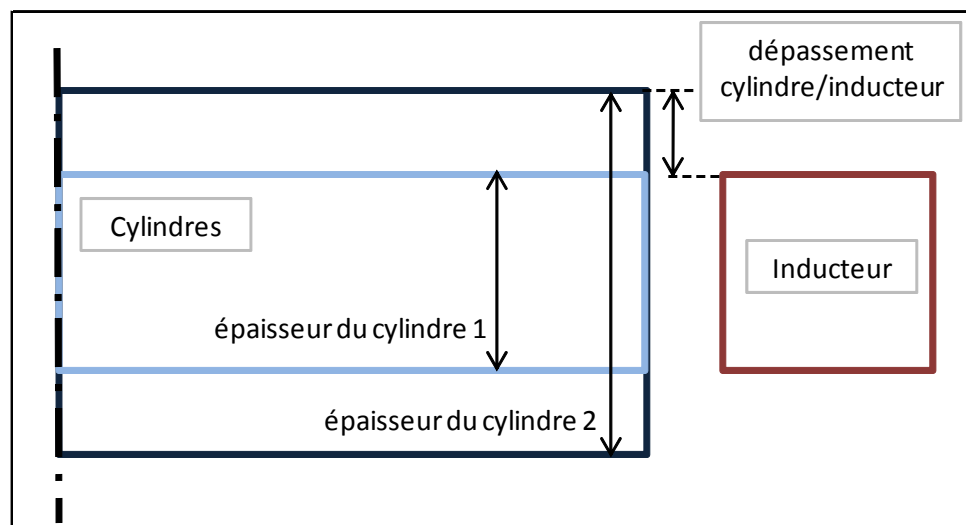 dépassement
cylindre/inducteur
Cylindres
Inducteur
épaisseur du cylindre 1
épaisseur du cylindre 2